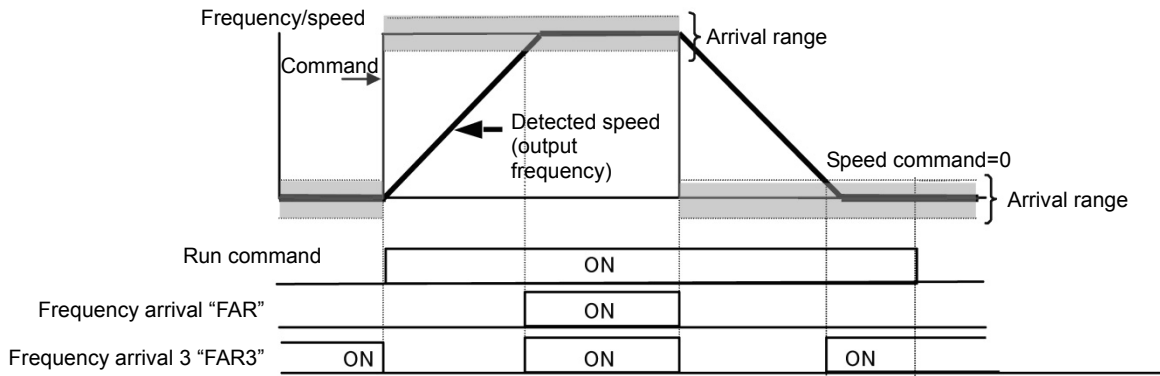 Frequency/speed
Arrival range
Command
Detected speed
(output
frequency)
Speed command=0
Arrival range
Run command
ON
Frequency arrival “FAR”
ON
Frequency arrival 3 “FAR3”
ON
ON
ON